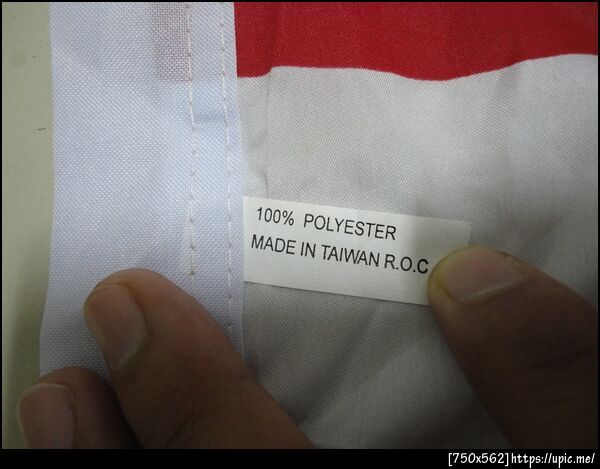 100% POLYESTER
MADE IN TAIWAN R.O.C
[750x562]https://upic.me/